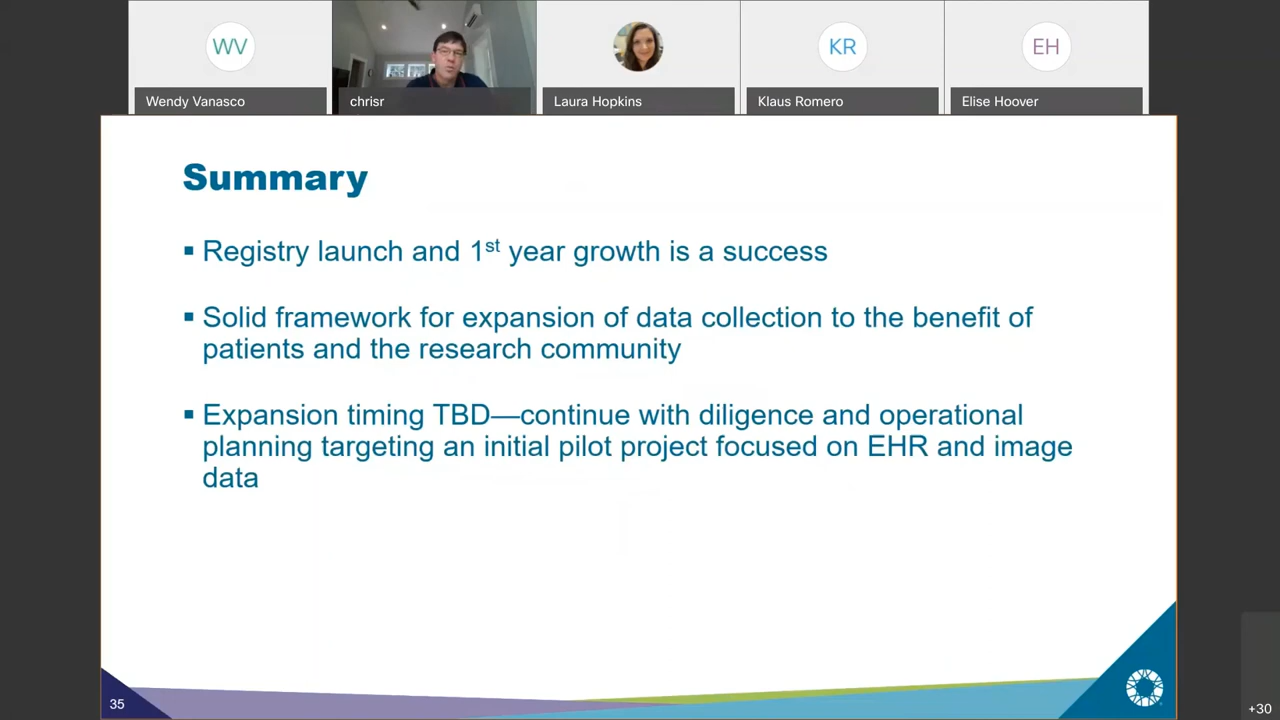 WV
KR
EH
Wendy Vanasco
chrisr
Laura Hopkins
Klaus Romero
Elise Hoover
Summary
▪ Registry launch and 1st year growth is a success
▪ Solid framework for expansion of data collection to the benefit of
patients and the research community
▪ Expansion timing TBD—continue with diligence and operational
planning targeting an initial pilot project focused on EHR and image
data
35
+30